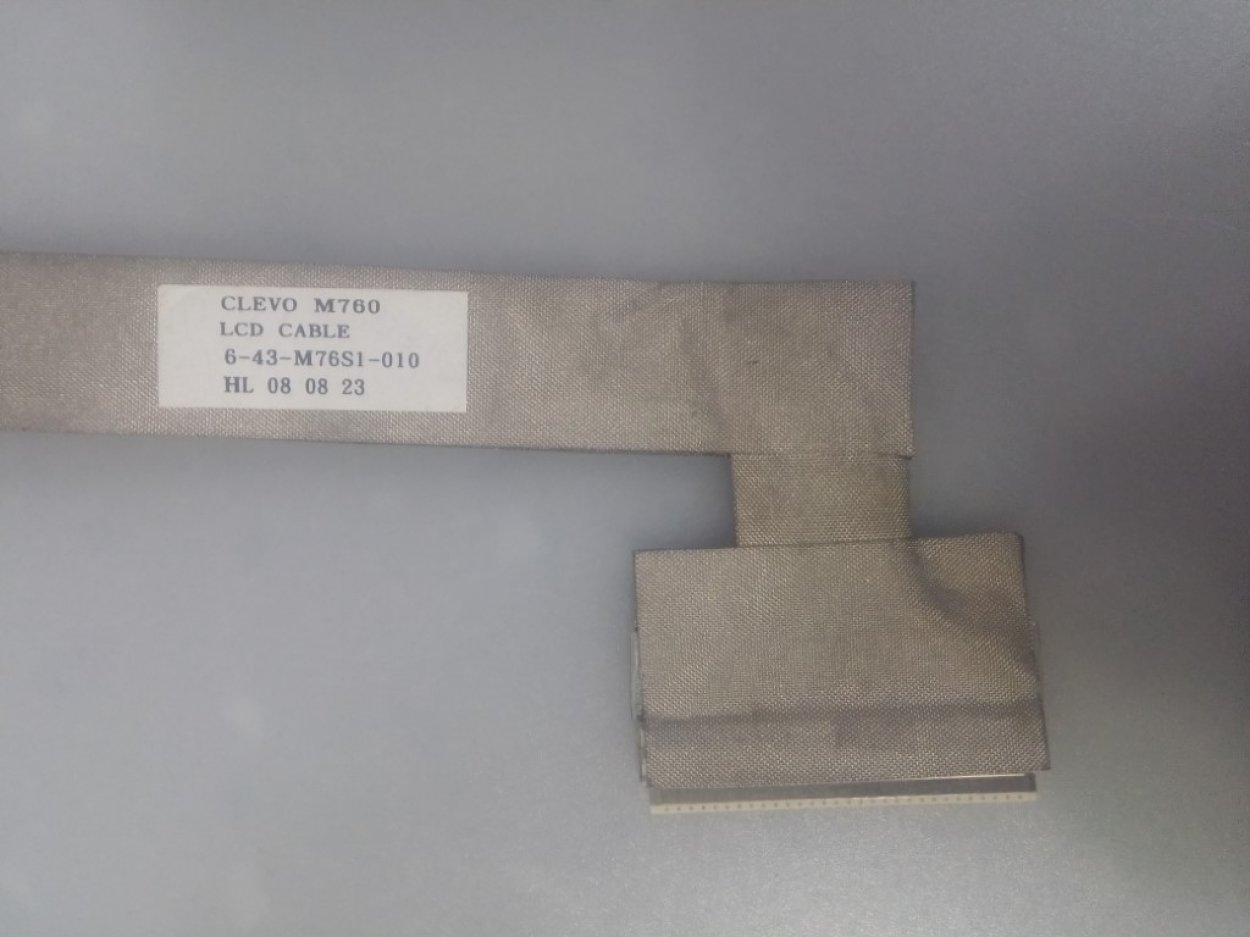 CLEVO M760
LCD CABLE
6-43-M76S1-010
HL 08 08 23